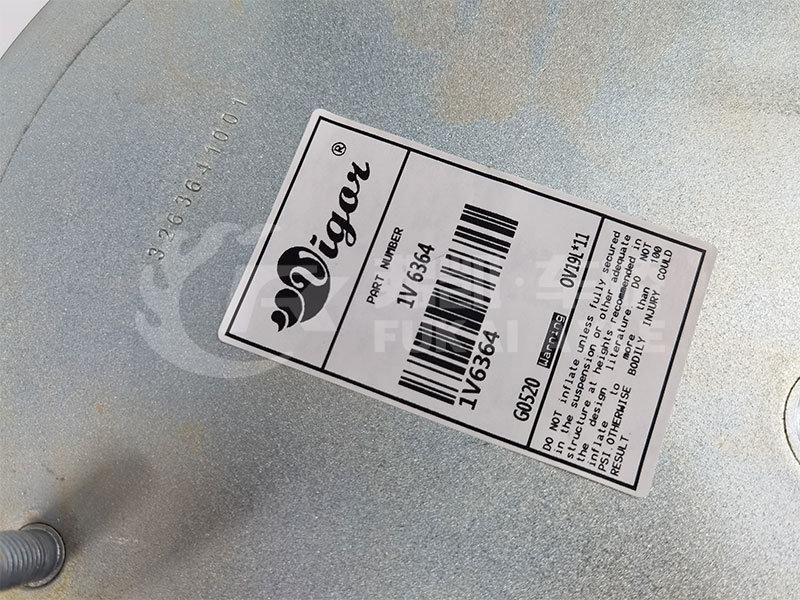 3263641001
Vigor®
PART NUMBER
1V 6364
1V6364
G0520
Warning
OV19L*11
DO NOT inflate unless fully secured
in the suspension or other adequate
structure at heights recommended in
the design literature DO NOT
inflate to more than 100
PSI OTHERWISE BODILY INJURY COULD
RESULT